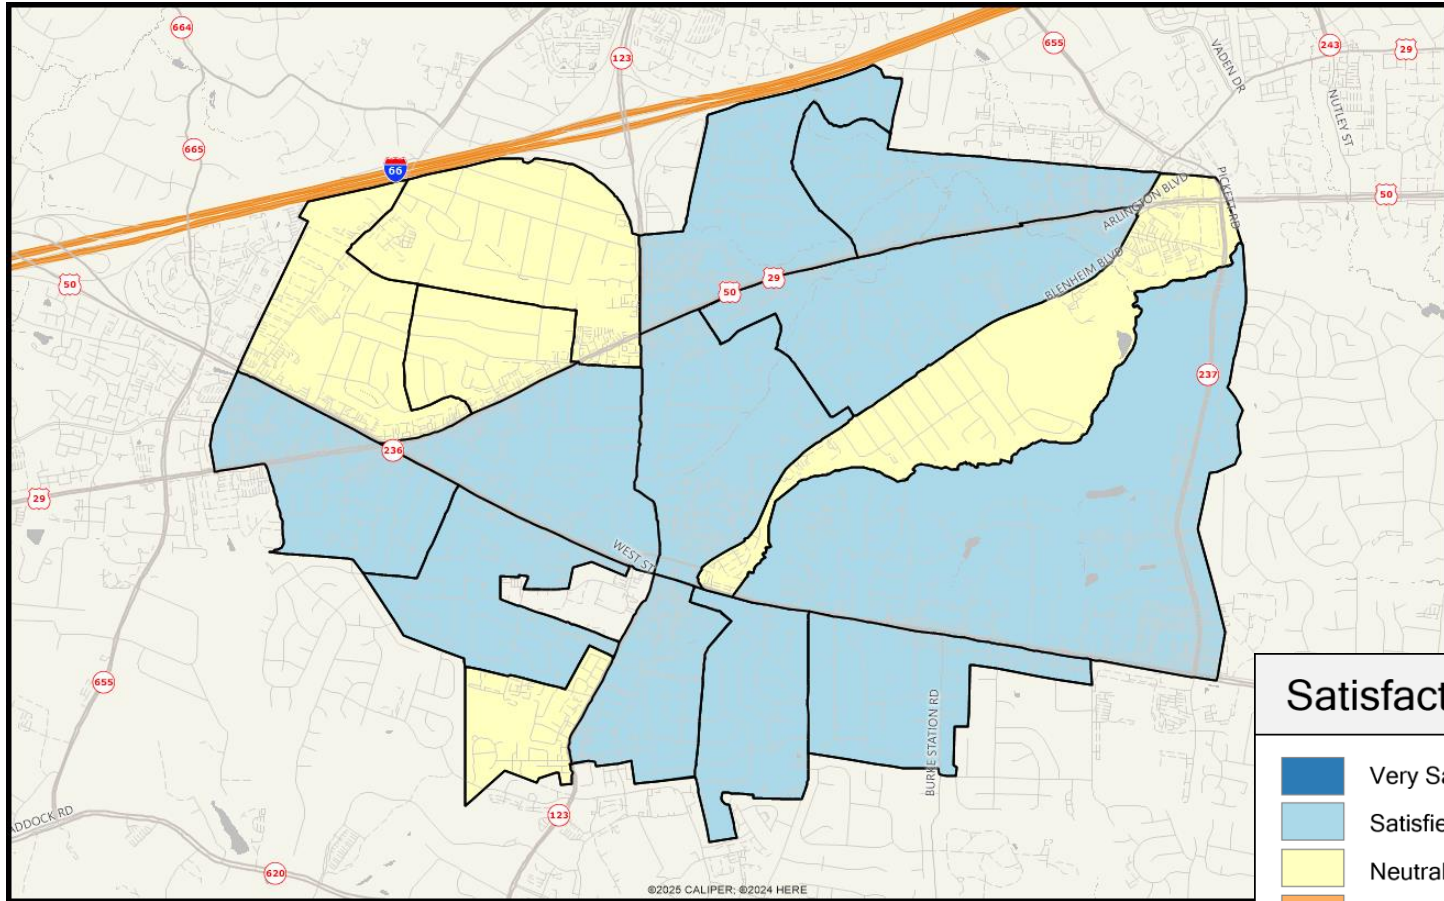 664
123
655
VADEN DR
243
29
NUTLEY ST
665
66
PICKETT RD
50
ARLINGTON BLVD
50
29
50
BLENHEIM BLVD
237
236
29
WEST ST
655
BURKE STATION RD
123
ADDOCK RD
620
©2025 CALIPER; ©2024 HERE
Satisfact
Very Sa
Satisfie
Neutral